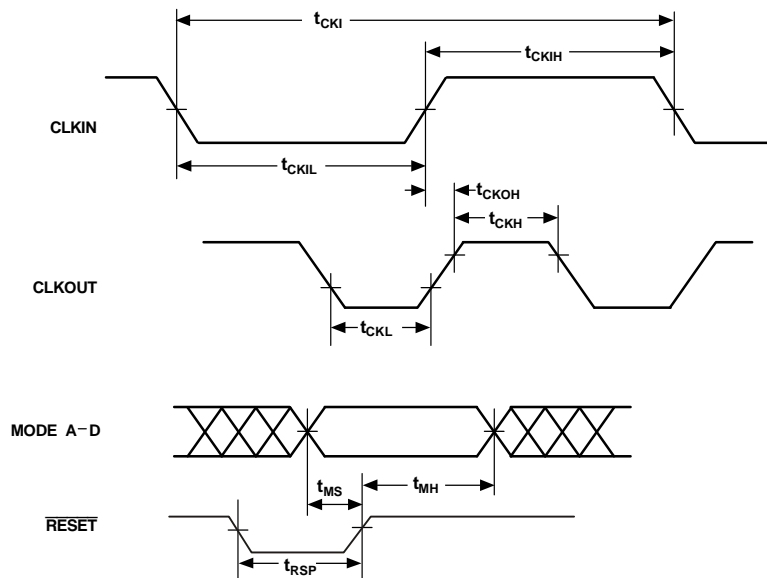 tCKI
tCKIH
CLKIN
tCKIL
tCKOH
tCKH
CLKOUT
tCKL
MODE A–D
tMS
tMH
RESET
tRSP